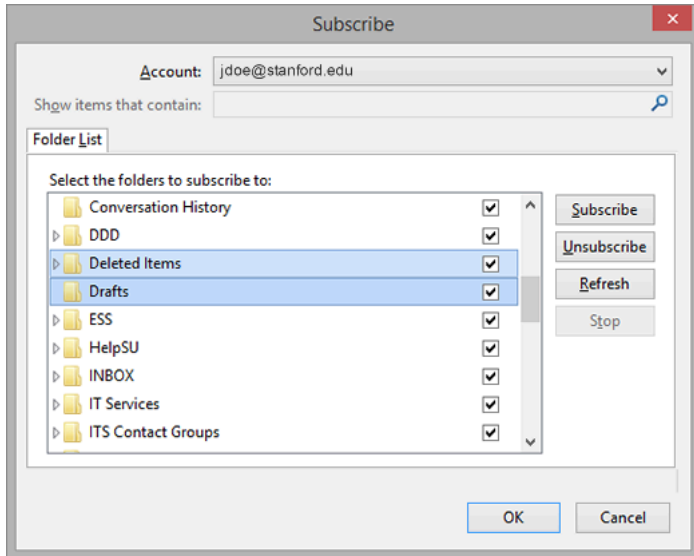 Subscribe
Account: jdoe@stanford.edu
Show items that contain:
Folder List
Select the folders to subscribe to:
Conversation History
DDD
Deleted Items
Drafts
ESS
HelpSU
INBOX
IT Services
ITS Contact Groups
Subscribe
Unsubscribe
Refresh
Stop
OK
Cancel